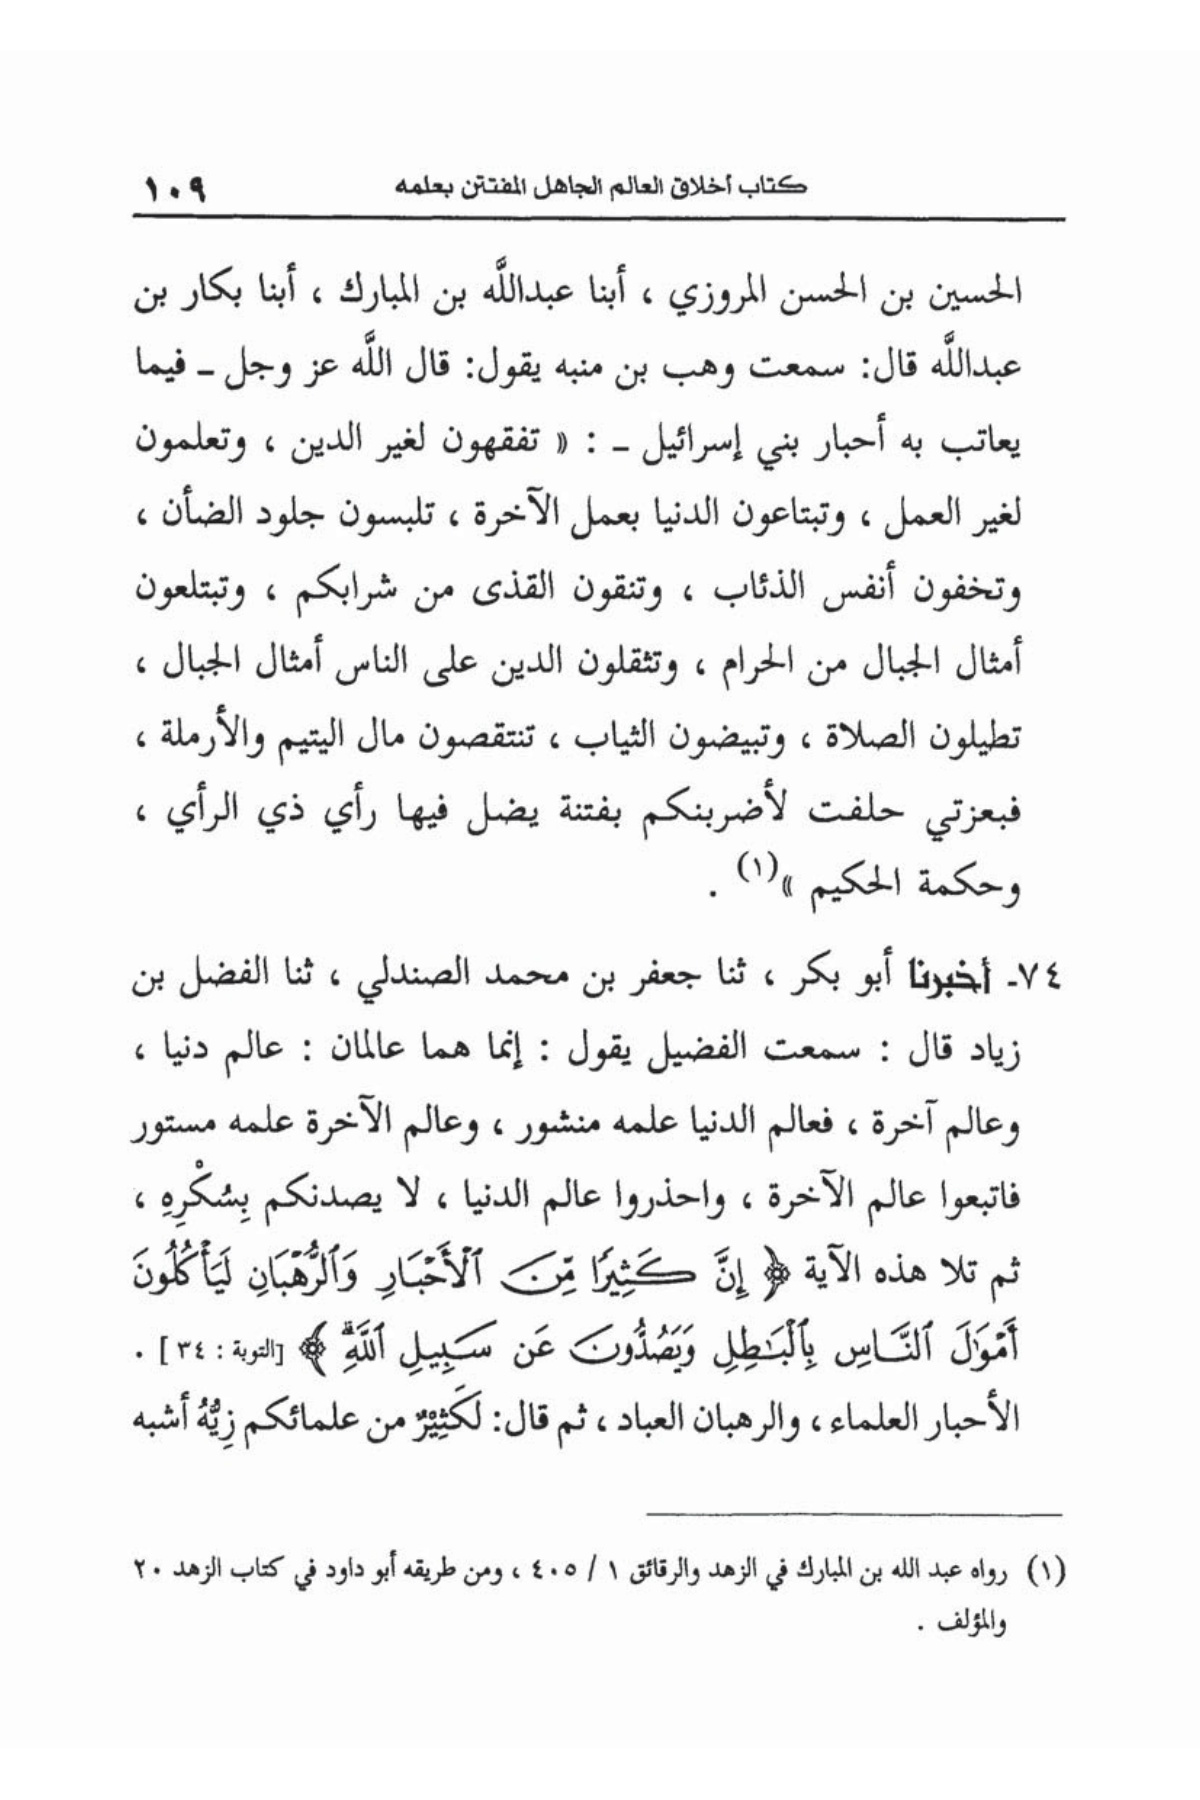 كتاب أخلاق العالم الجاهل المفتتن بعلمه ١٠٩
الحسين بن الحسن المروزي ، أبنا عبداللَّه بن المبارك ، أبنا بكار بن
عبداللَّه قال: سمعت وهب بن منبه يقول: قال اللَّه عز وجل ـ فيما
يعاتب به أحبار بني إسرائيل ـ : « تفقهون لغير الدين ، وتعلمون
لغير العمل ، وتبتاعون الدنيا بعمل الآخرة ، تلبسون جلود الضأن ،
وتخفون أنفس الذئاب ، وتنقون القذى من شرابكم ، وتبتلعون
أمثال الجبال من الحرام ، وتثقلون الدين على الناس أمثال الجبال ،
تطيلون الصلاة ، وتبيضون الثياب ، تنتقصون مال اليتيم والأرملة ،
فبعزتي حلفت لأضربنكم بفتنة يضل فيها رأي ذي الرأي ،
وحكمة الحكيم »(١) .
٧٤- أخبرنا أبو بكر ، ثنا جعفر بن محمد الصندلي ، ثنا الفضل بن
زياد قال : سمعت الفضيل يقول : إنما هما عالمان : عالم دنيا ،
وعالم آخرة ، فعالم الدنيا علمه منشور ، وعالم الآخرة علمه مستور
فاتبعوا عالم الآخرة ، واحذروا عالم الدنيا ، لا يصدنكم بِسُكْرِهِ ،
ثم تلا هذه الآية ﴿ إِنَّ كَثِيرًا مِّنَ ٱلْأَحْبَارِ وَٱلرُّهْبَانِ لَيَأْكُلُونَ
أَمْوَٰلَ ٱلنَّاسِ بِٱلْبَٰطِلِ وَيَصُدُّونَ عَن سَبِيلِ ٱللَّهِۗ ﴾ [التوبة : ٣٤] .
الأحبار العلماء ، والرهبان العباد ، ثم قال: لَكَثِيْرٌ من علمائكم زِيُّهُ أشبه
(١) رواه عبد الله بن المبارك في الزهد والرقائق ١ / ٤٠٥ ، ومن طريقه أبو داود في كتاب الزهد ٢٠
والمؤلف .